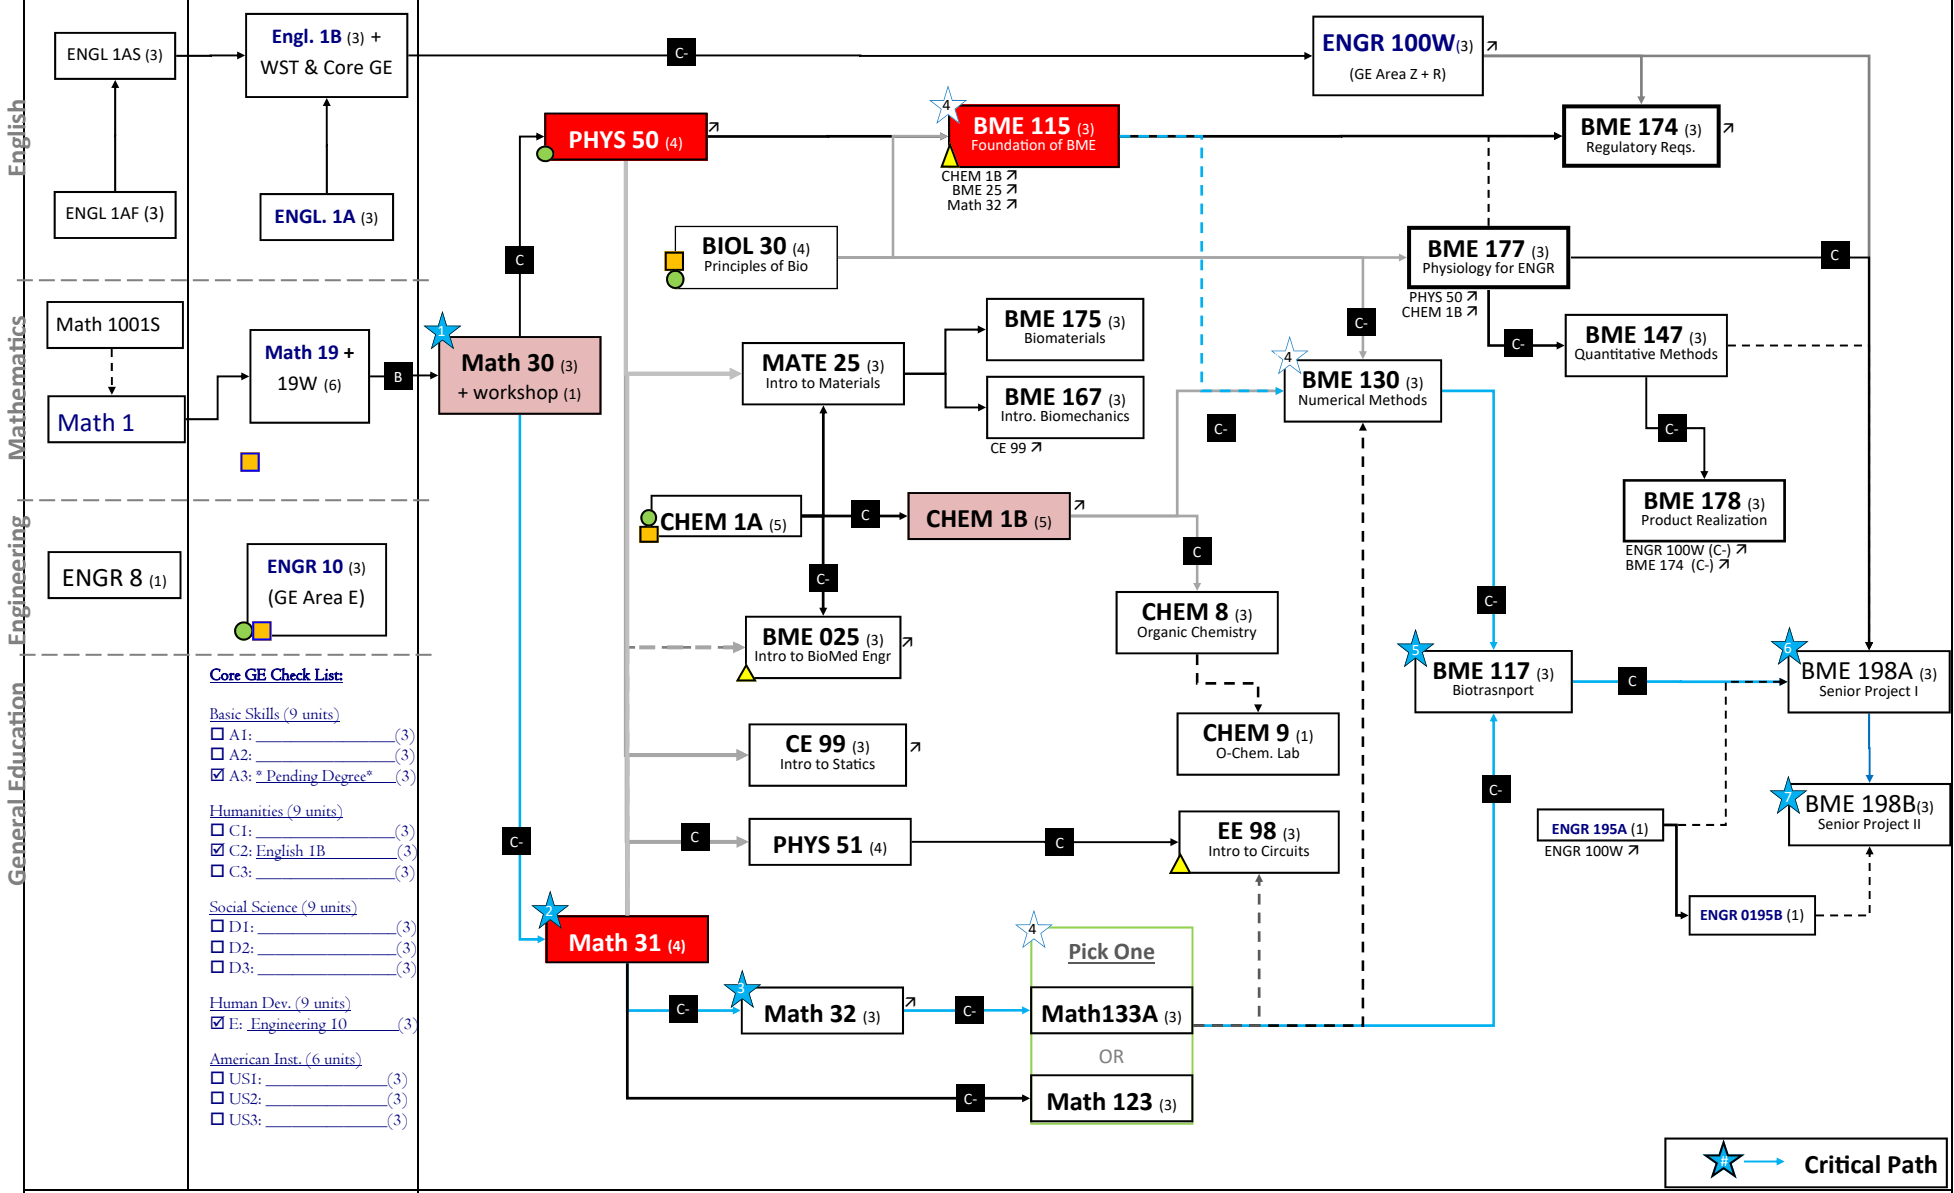 English
Mathematics
Engineering
General Education
ENGL 1AS (3)
ENGL 1AF (3)
Engl. 1B (3) +
WST & Core GE
ENGL. 1A (3)
Math 1001S
Math 1
Math 19 +
19W (6)
B
ENGR 8 (1)
ENGR 10 (3)
(GE Area E)
Core GE Check List:
Basic Skills (9 units)
☐ A1: ____________________(3)
☐ A2: ____________________(3)
☑ A3: * Pending Degree* ___(3)
Humanities (9 units)
☐ C1: ____________________(3)
☑ C2: English 1B __________(3)
☐ C3: ____________________(3)
Social Science (9 units)
☐ D1: ____________________(3)
☐ D2: ____________________(3)
☐ D3: ____________________(3)
Human Dev. (9 units)
☑ E: Engineering 10 _______(3)
American Inst. (6 units)
☐ US1: _________________(3)
☐ US2: _________________(3)
☐ US3: _________________(3)
C-
ENGR 100W(3)
(GE Area Z + R)
PHYS 50 (4)
C
4
BME 115 (3)
Foundation of BME
CHEM 1B
BME 25
Math 32
BME 174 (3)
Regulatory Reqs.
BIOL 30 (4)
Principles of Bio
BME 177 (3)
Physiology for ENGR
PHYS 50
CHEM 1B
C
1
Math 30 (3)
+ workshop (1)
MATE 25 (3)
Intro to Materials
BME 175 (3)
Biomaterials
BME 167 (3)
Intro. Biomechanics
CE 99
C-
4
BME 130 (3)
Numerical Methods
C-
C-
BME 147 (3)
Quantitative Methods
C-
BME 178 (3)
Product Realization
ENGR 100W (C-)
BME 174 (C-)
CHEM 1A (5)
C
CHEM 1B (5)
C
C-
BME 025 (3)
Intro to BioMed Engr
CHEM 8 (3)
Organic Chemistry
CHEM 9 (1)
O-Chem. Lab
C-
5
BME 117 (3)
Biotrasnport
C
6
BME 198A (3)
Senior Project I
CE 99 (3)
Intro to Statics
7
BME 198B(3)
Senior Project II
C-
ENGR 195A (1)
ENGR 100W
ENGR 0195B (1)
C-
C
PHYS 51 (4)
C
EE 98 (3)
Intro to Circuits
2
Math 31 (4)
C-
3
Math 32 (3)
C-
4
Pick One
Math133A (3)
OR
C-
Math 123 (3)
#
Critical Path